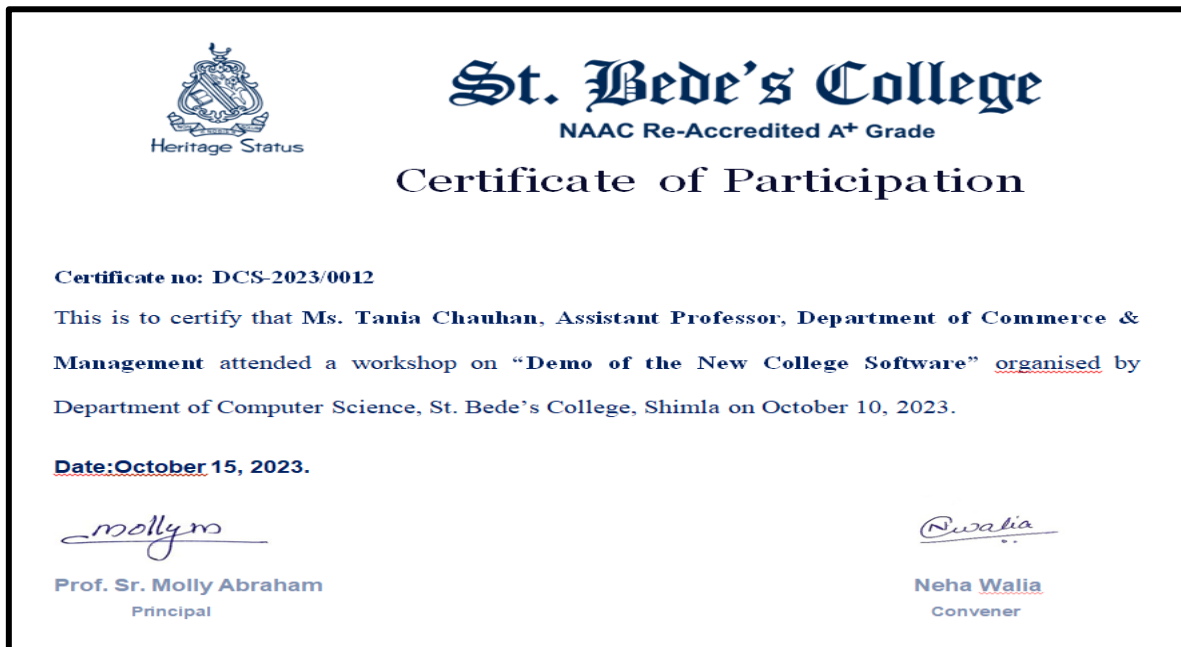 St. Bede's College
NAAC Re-Accredited A+ Grade
Heritage Status
Certificate of Participation
Certificate no: DCS-2023/0012
This is to certify that Ms. Tania Chauhan, Assistant Professor, Department of Commerce &
Management attended a workshop on “Demo of the New College Software” organised by
Department of Computer Science, St. Bede’s College, Shimla on October 10, 2023.
Date:October 15, 2023.
mollym
Nwalia
Prof. Sr. Molly Abraham
Neha Walia
Principal
Convener